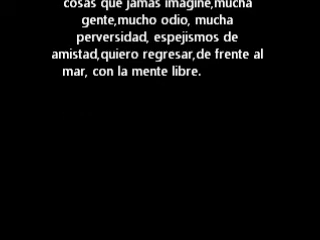 cosas que jamas imagine,mucha
gente,mucho odio, mucha
perversidad, espejismos de
amistad,quiero regresar,de frente al
mar, con la mente libre.